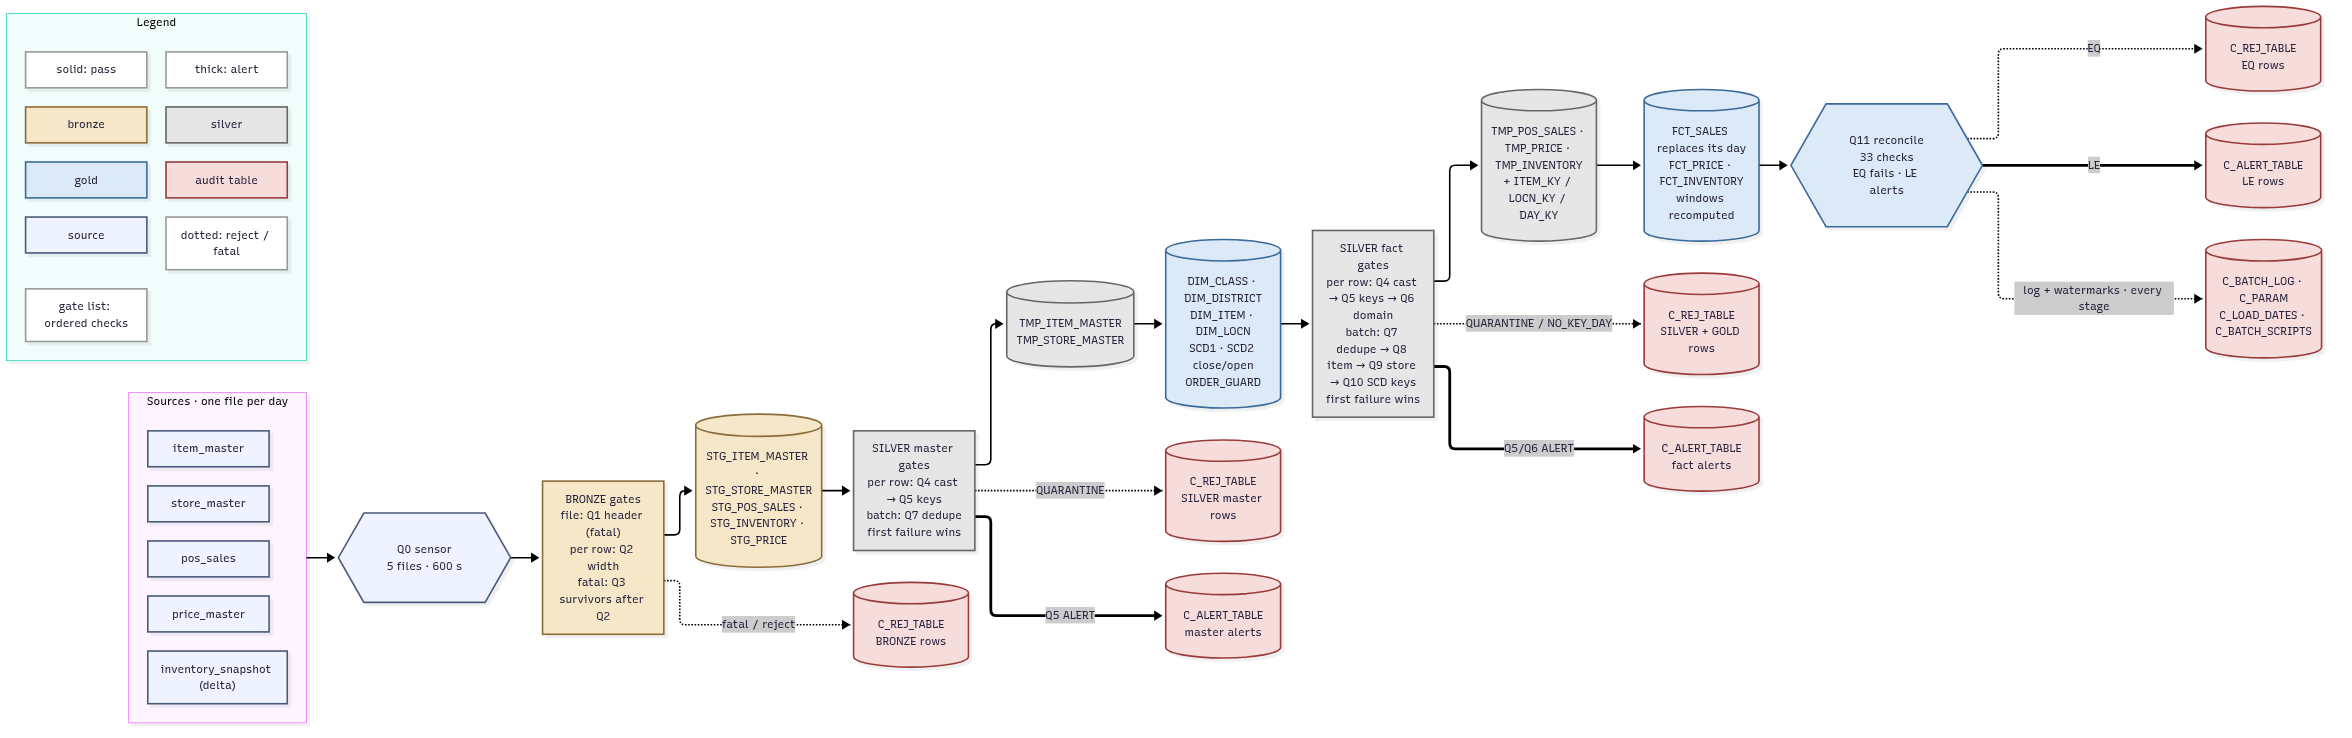 Legend
solid: pass
thick: alert
bronze
silver
gold
audit table
source
dotted: reject /
fatal
gate list:
ordered checks
Sources · one file per day
item_master
store_master
pos_sales
price_master
inventory_snapshot
(delta)
Q0 sensor
5 files · 600 s
BRONZE gates
file: Q1 header
(fatal)
per row: Q2
width
fatal: Q3
survivors after
Q2
fatal / reject
STG_ITEM_MASTER
·
STG_STORE_MASTER
STG_POS_SALES ·
STG_INVENTORY ·
STG_PRICE
C_REJ_TABLE
BRONZE rows
SILVER master
gates
per row: Q4 cast
→ Q5 keys
batch: Q7 dedupe
first failure wins
QUARANTINE
Q5 ALERT
TMP_ITEM_MASTER
TMP_STORE_MASTER
C_REJ_TABLE
SILVER master
rows
C_ALERT_TABLE
master alerts
DIM_CLASS ·
DIM_DISTRICT
DIM_ITEM ·
DIM_LOCN
SCD1 · SCD2
close/open
ORDER_GUARD
SILVER fact
gates
per row: Q4 cast
→ Q5 keys → Q6
domain
batch: Q7
dedupe → Q8
item → Q9 store
→ Q10 SCD keys
first failure wins
QUARANTINE / NO_KEY_DAY
Q5/Q6 ALERT
TMP_POS_SALES ·
TMP_PRICE ·
TMP_INVENTORY
+ ITEM_KY /
LOCN_KY /
DAY_KY
FCT_SALES
replaces its day
FCT_PRICE ·
FCT_INVENTORY
windows
recomputed
C_REJ_TABLE
SILVER + GOLD
rows
C_ALERT_TABLE
fact alerts
Q11 reconcile
33 checks
EQ fails · LE
alerts
EQ
LE
log + watermarks · every
stage
C_REJ_TABLE
EQ rows
C_ALERT_TABLE
LE rows
C_BATCH_LOG ·
C_PARAM
C_LOAD_DATES ·
C_BATCH_SCRIPTS